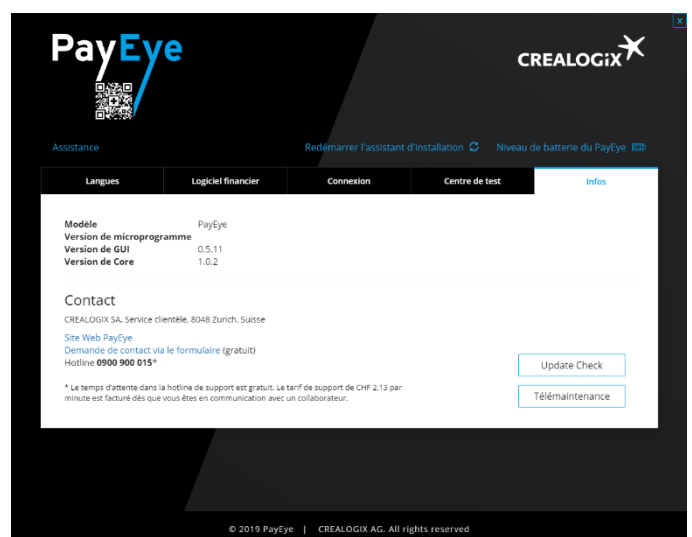 x
PayEye
CREALOGIX
Assistance
Redémarrer l'assistant d'installation
Niveau de batterie du PayEye
Langues
Logiciel financier
Connexion
Centre de test
Infos
Modèle PayEye
Version de microprogramme
Version de GUI 0.5.11
Version de Core 1.0.2
Contact
CREALOGIX SA, Service clientèle, 8048 Zurich, Suisse
Site Web PayEye
Demande de contact via le formulaire (gratuit)
Hotline 0900 900 015*
Update Check
* Le temps d'attente dans la hotline de support est gratuit. Le tarif de support de CHF 2.13 par
minute est facturé dès que vous êtes en communication avec un collaborateur.
Télémaintenance
© 2019 PayEye | CREALOGIX AG. All rights reserved